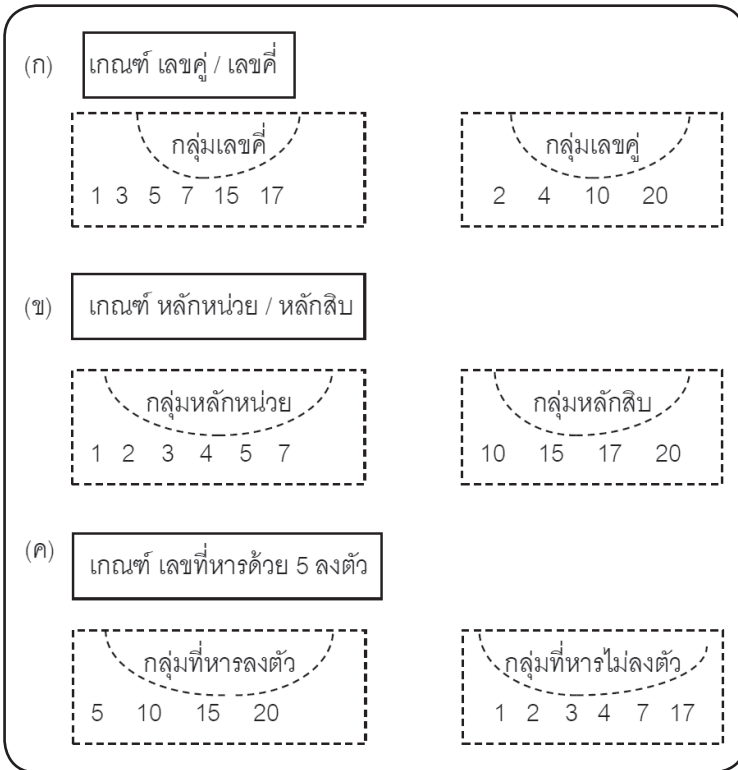 (ก) เกณฑ์ เลขคู่ / เลขคี่
กลุ่มเลขคี่ กลุ่มเลขคู่
1 3 5 7 15 17 2 4 10 20
(ข) เกณฑ์ หลักหน่วย / หลักสิบ
กลุ่มหลักหน่วย กลุ่มหลักสิบ
1 2 3 4 5 7 10 15 17 20
(ค) เกณฑ์ เลขที่หารด้วย 5 ลงตัว
กลุ่มที่หารลงตัว กลุ่มที่หารไม่ลงตัว
5 10 15 20 1 2 3 4 7 17